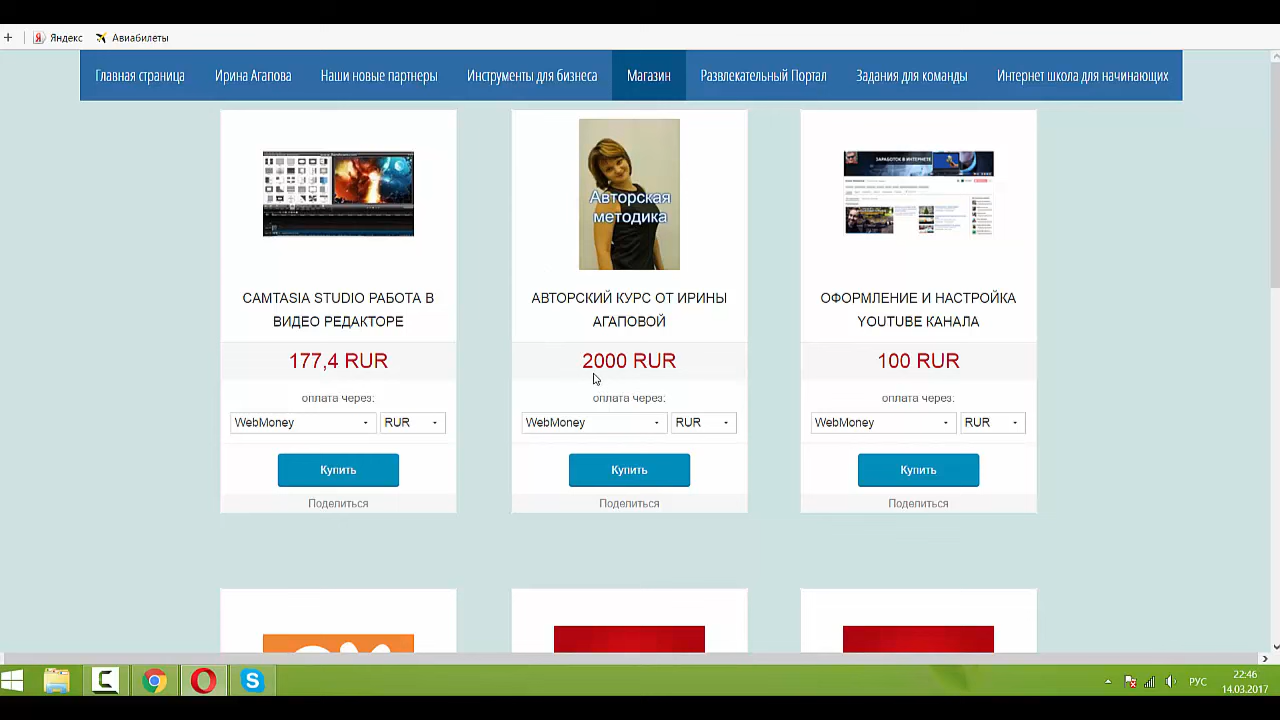 + Яндекс Авиабилеты
Главная страница Ирина Агапова Наши новые партнеры Инструменты для бизнеса Магазин Развлекательный Портал Задания для команды Интернет школа для начинающих
ЗАРАБОТОК В ИНТЕРНЕТЕ
Авторская
методика
CAMTASIA STUDIO РАБОТА В
ВИДЕО РЕДАКТОРЕ
177,4 RUR
оплата через:
WebMoney RUR
Купить
Поделиться
АВТОРСКИЙ КУРС ОТ ИРИНЫ
АГАПОВОЙ
2000 RUR
оплата через:
WebMoney RUR
Купить
Поделиться
ОФОРМЛЕНИЕ И НАСТРОЙКА
YOUTUBE КАНАЛА
100 RUR
оплата через:
WebMoney RUR
Купить
Поделиться
РУС
22:46
14.03.2017